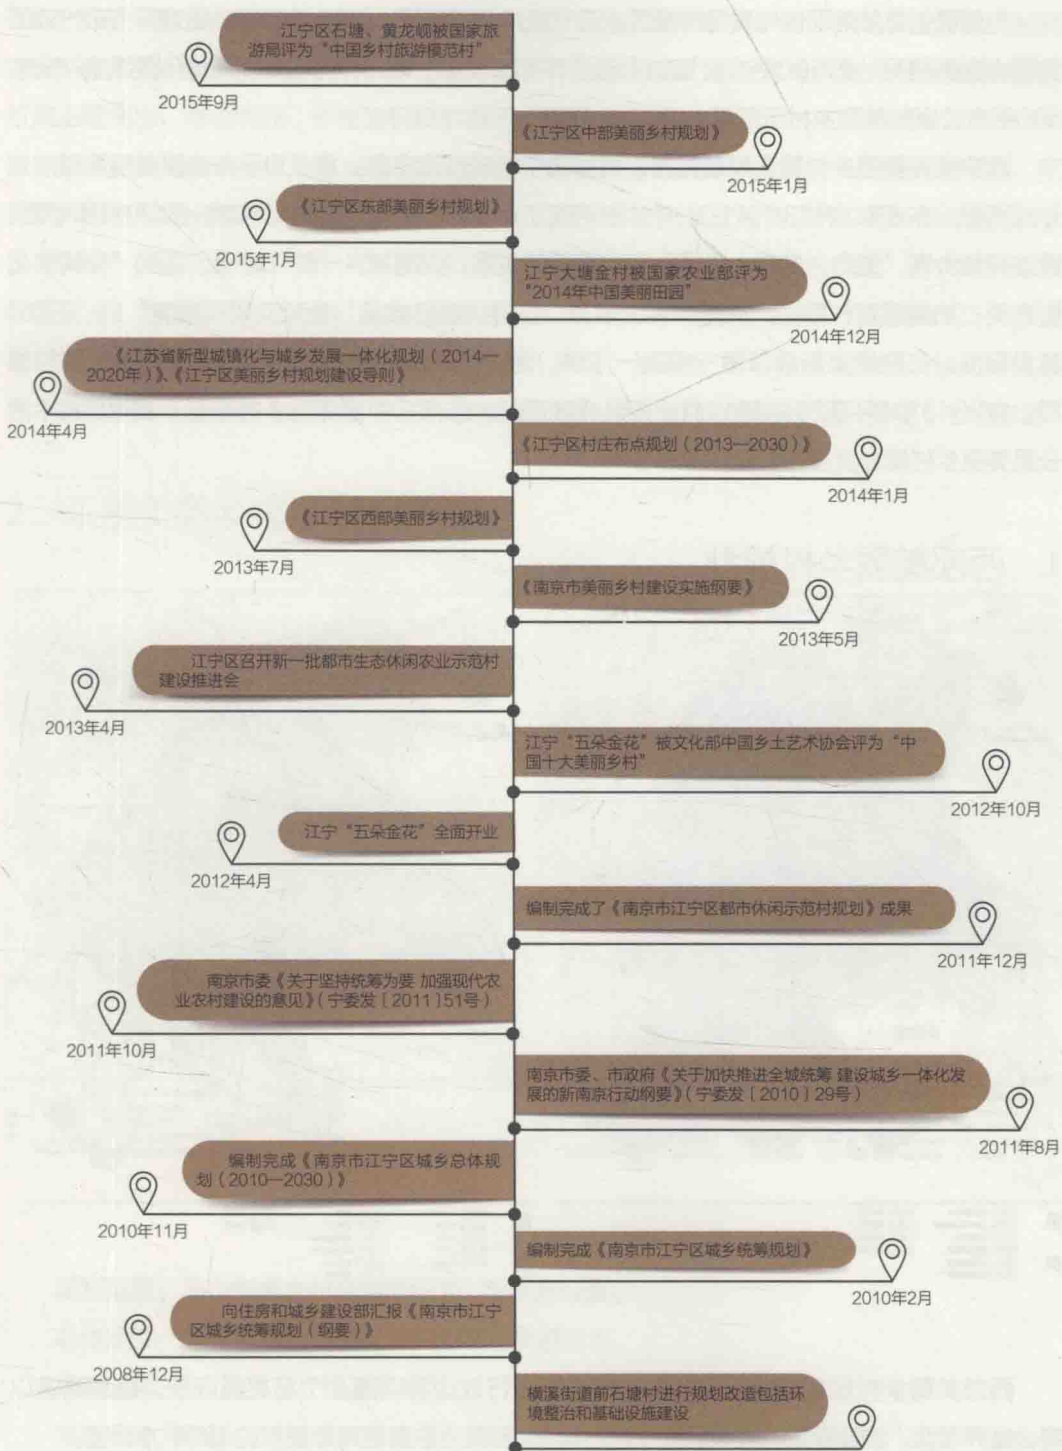 江宁区石塘、黄龙岘被国家旅
游局评为“中国乡村旅游模范村”
2015年9月
《江宁区中部美丽乡村规划》
2015年1月
《江宁区东部美丽乡村规划》
2015年1月
江宁大塘金村被国家农业部评为
“2014年中国美丽田园”
2014年12月
《江苏省新型城镇化与城乡发展一体化规划（2014—
2020年）》、《江宁区美丽乡村规划建设导则》
2014年4月
《江宁区村庄布点规划（2013—2030）》
2014年1月
《江宁区西部美丽乡村规划》
2013年7月
《南京市美丽乡村建设实施纲要》
2013年5月
江宁区召开新一批都市生态休闲农业示范村
建设推进会
2013年4月
江宁“五朵金花”被文化部中国乡土艺术协会评为“中
国十大美丽乡村”
2012年10月
江宁“五朵金花”全面开业
2012年4月
编制完成了《南京市江宁区都市休闲示范村规划》成果
2011年12月
南京市委《关于坚持统筹为要 加强现代农
业农村建设的意见》（宁委发［2011］51号）
2011年10月
南京市委、市政府《关于加快推进全城统筹 建设城乡一体化发
展的新南京行动纲要》（宁委发［2010］29号）
2011年8月
编制完成《南京市江宁区城乡总体规
划（2010—2030）》
2010年11月
编制完成《南京市江宁区城乡统筹规划》
2010年2月
向住房和城乡建设部汇报《南京市江宁
区城乡统筹规划（纲要）》
2008年12月
横溪街道前石塘村进行规划改造包括环
境整治和基础设施建设